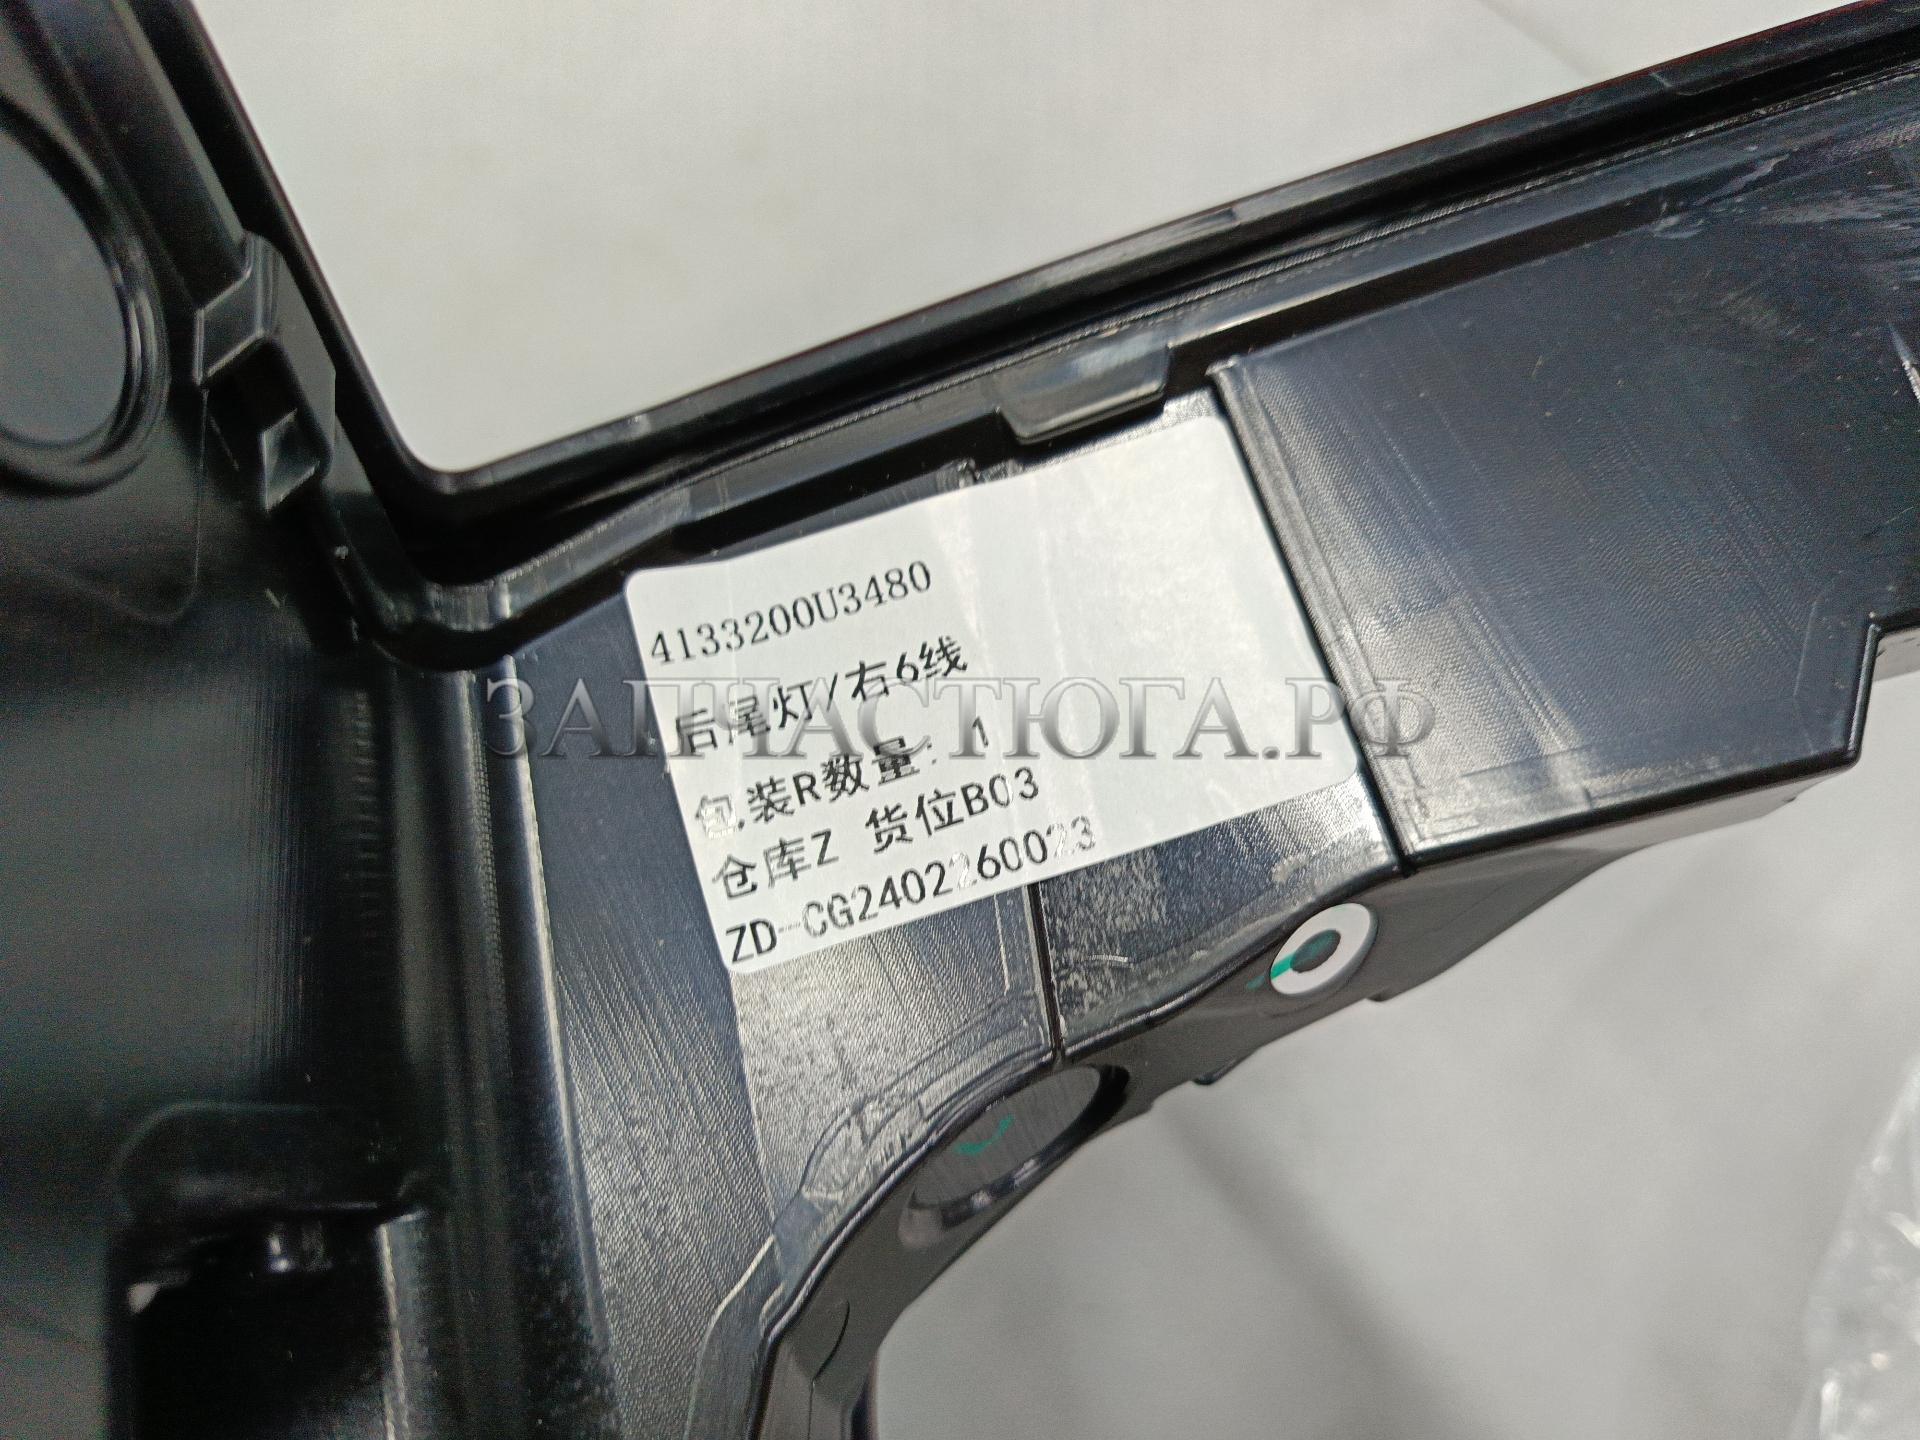 4133200U3480
后尾灯/右6线
包装R数量: 1
仓库Z 货位B03
ZD-CG2402260023
ЗАПЧАСТЮГА.РФ